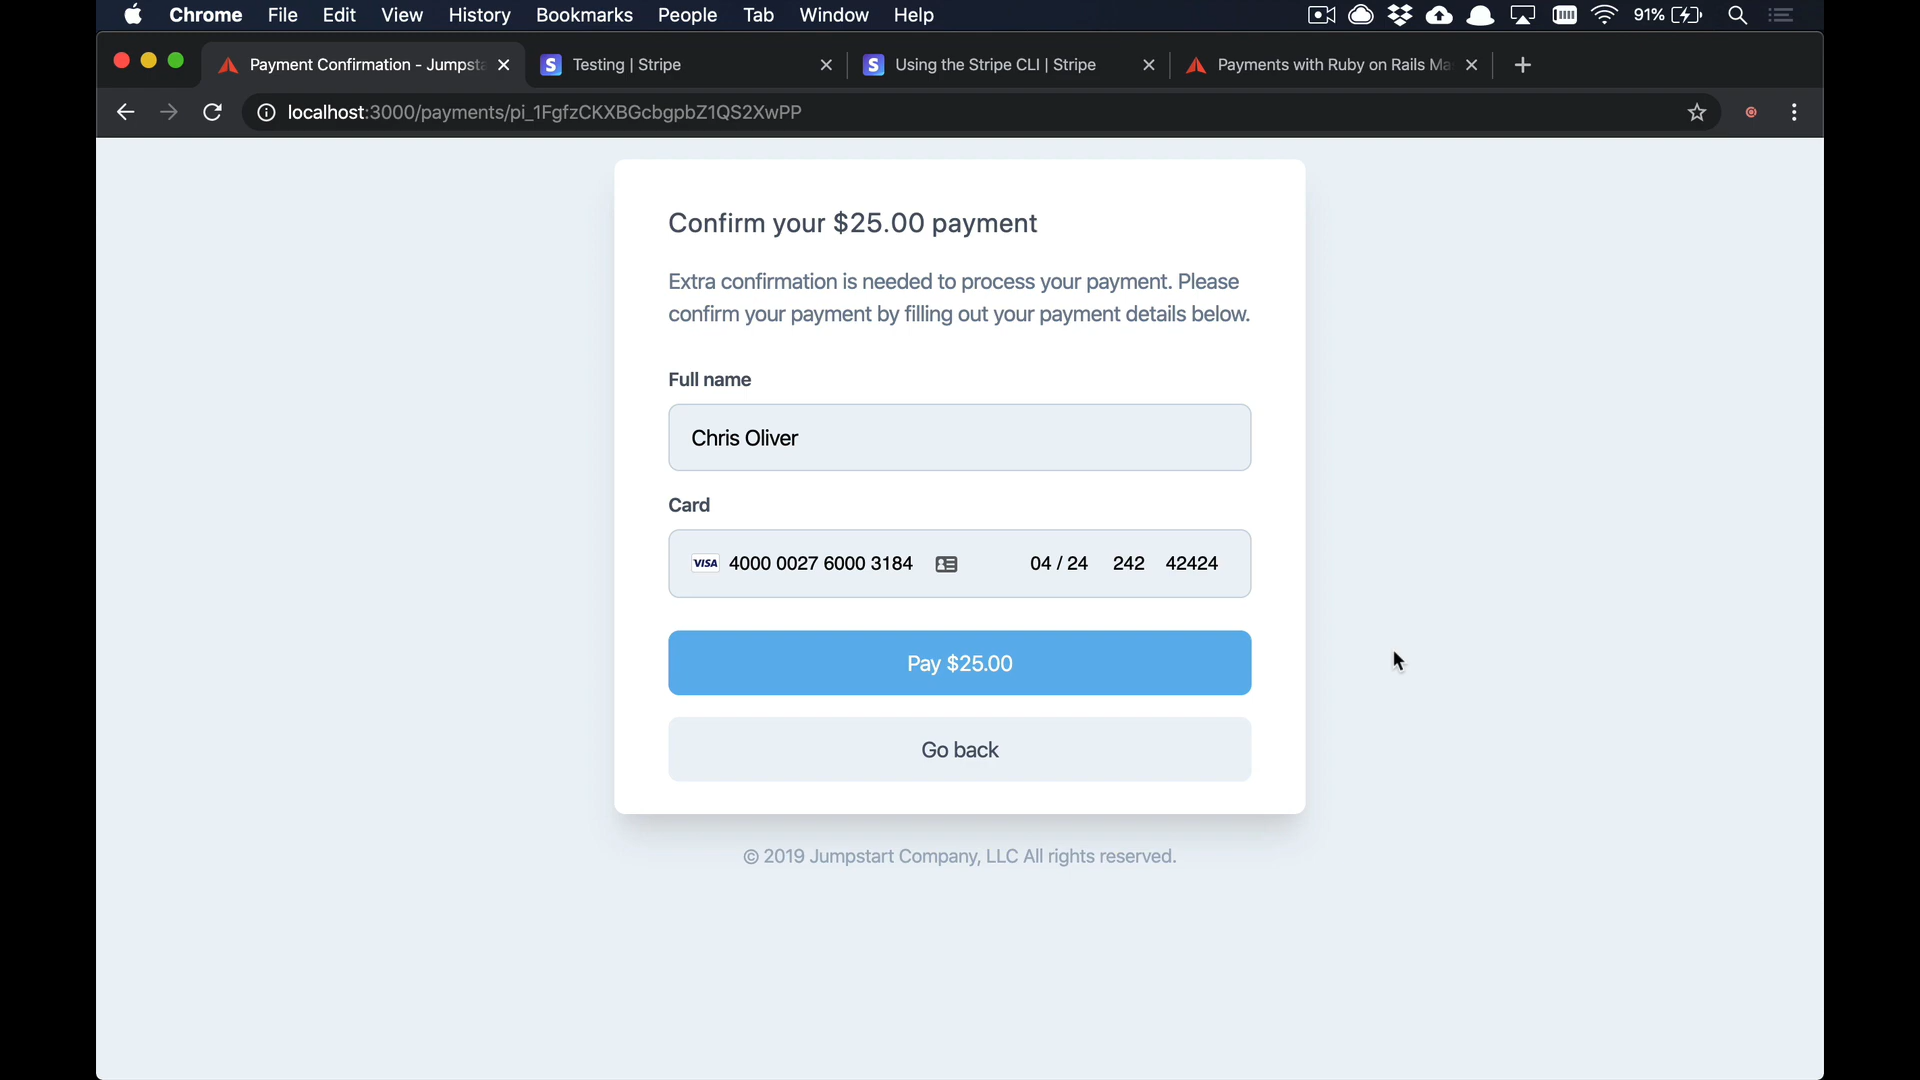 Chrome File Edit View History Bookmarks People Tab Window Help 91%
Payment Confirmation - Jumpsta Testing | Stripe Using the Stripe CLI | Stripe Payments with Ruby on Rails Ma
localhost:3000/payments/pi_1FgfzCKXBGcbgpbZ1QS2XwPP
Confirm your $25.00 payment
Extra confirmation is needed to process your payment. Please
confirm your payment by filling out your payment details below.
Full name
Chris Oliver
Card
VISA 4000 0027 6000 3184 04 / 24 242 42424
Pay $25.00
Go back
© 2019 Jumpstart Company, LLC All rights reserved.